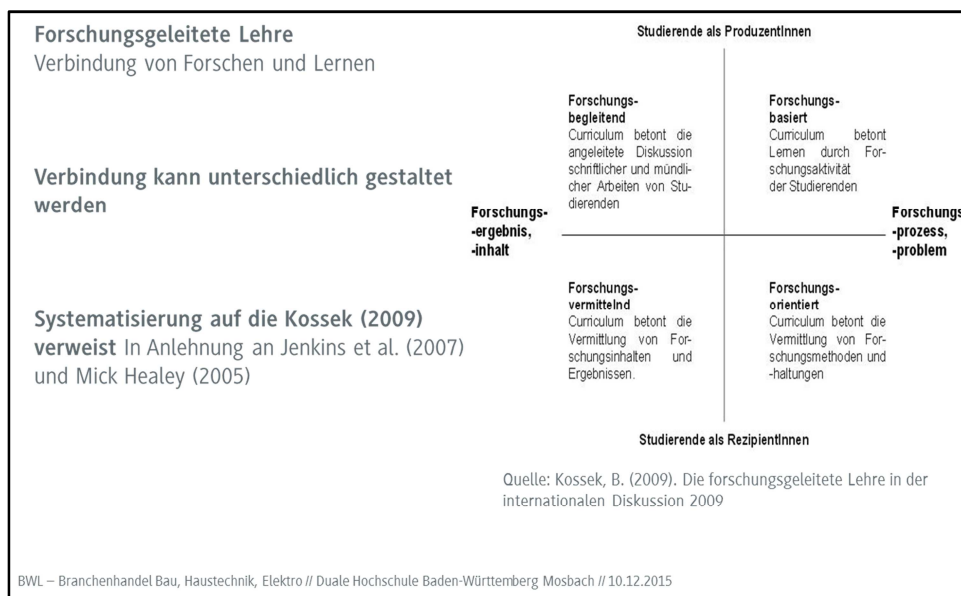 Forschungsgeleitete Lehre
Verbindung von Forschen und Lernen
Verbindung kann unterschiedlich gestaltet
werden
Systematisierung auf die Kossek (2009)
verweist In Anlehnung an Jenkins et al. (2007)
und Mick Healey (2005)
Studierende als ProduzentInnen
Forschungs-
begleitend
Curriculum betont die
angeleitete Diskussion
schriftlicher und mündli-
cher Arbeiten von Stu-
dierenden
Forschungs-
basiert
Curriculum betont
Lernen durch For-
schungsaktivität
der Studierenden
Forschungs-
-ergebnis,
-inhalt
Forschungs
-prozess,
-problem
Forschungs-
vermittelnd
Curriculum betont die
Vermittlung von For-
schungsinhalten und
Ergebnissen.
Forschungs-
orientiert
Curriculum betont die
Vermittlung von For-
schungsmethoden und
-haltungen
Studierende als RezipientInnen
Quelle: Kossek, B. (2009). Die forschungsgeleitete Lehre in der
internationalen Diskussion 2009
BWL – Branchenhandel Bau, Haustechnik, Elektro // Duale Hochschule Baden-Württemberg Mosbach // 10.12.2015